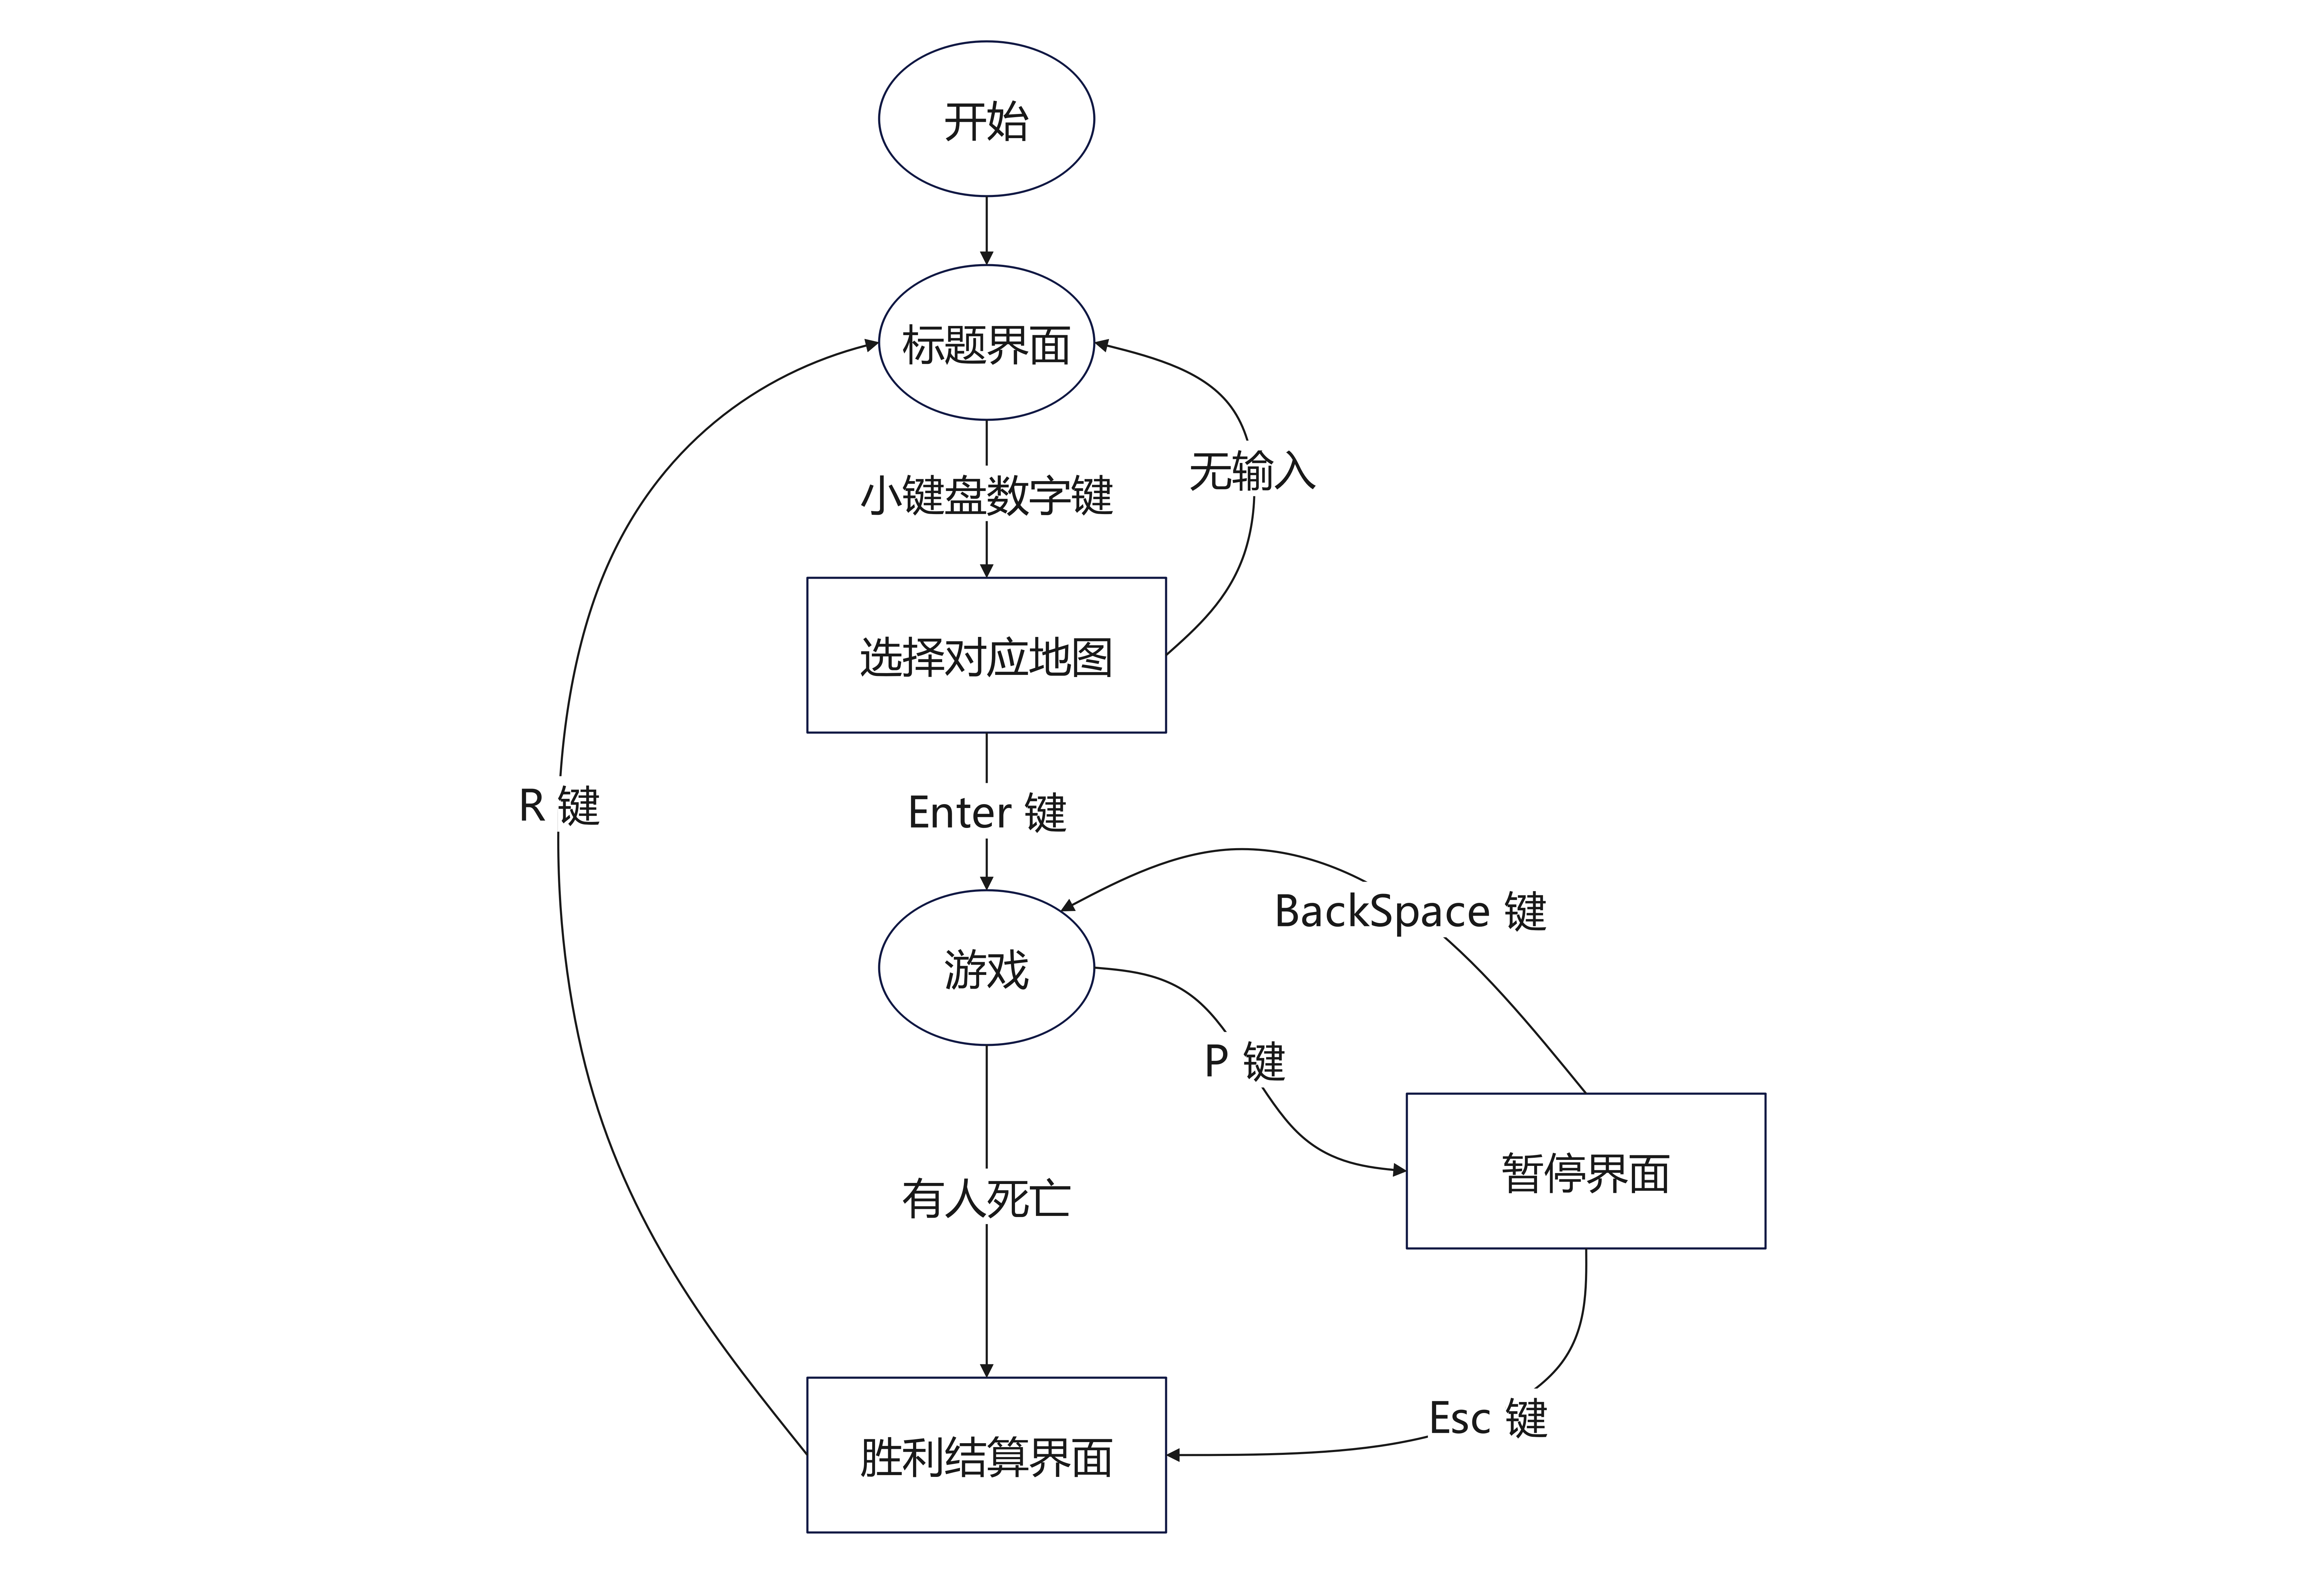 开始
标题界面
无输入
小键盘数字键
选择对应地图
R 键
Enter 键
BackSpace 键
游戏
P 键
暂停界面
有人死亡
Esc 键
胜利结算界面